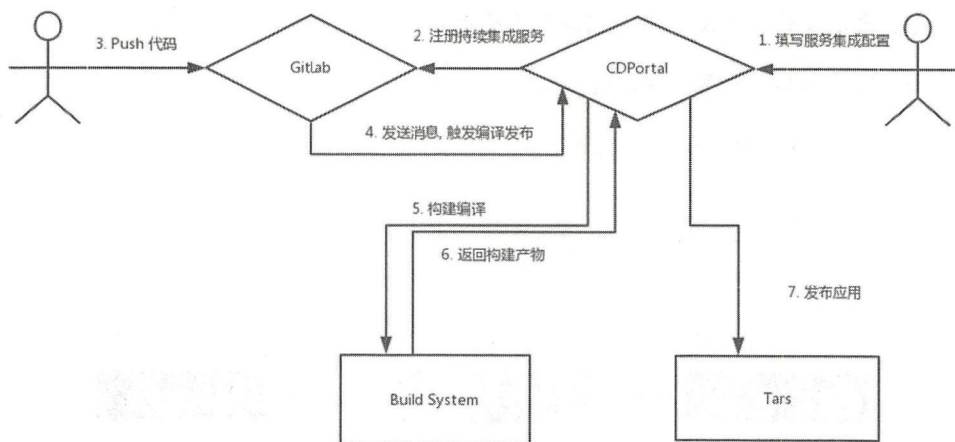 3. Push 代码
2. 注册持续集成服务
1. 填写服务集成配置
Gitlab
CDPortal
4. 发送消息, 触发编译发布
5. 构建编译
6. 返回构建产物
7. 发布应用
Build System
Tars